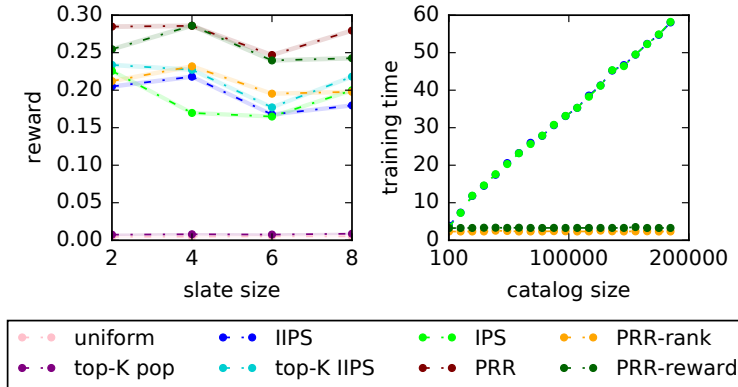 0.30
0.25
0.20
0.15
0.10
0.05
0.00
2 4 6 8
slate size
reward
60
50
40
30
20
10
0
100 100000 200000
catalog size
training time
uniform IIPS IPS PRR-rank
top-K pop top-K IIPS PRR PRR-reward